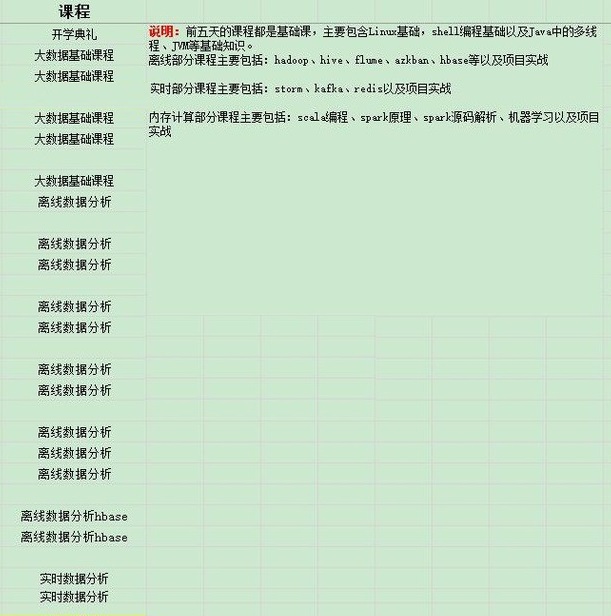 课程
开学典礼
大数据基础课程
大数据基础课程
大数据基础课程
大数据基础课程
大数据基础课程
离线数据分析
离线数据分析
离线数据分析
离线数据分析
离线数据分析
离线数据分析
离线数据分析
离线数据分析
离线数据分析
离线数据分析
离线数据分析hbase
离线数据分析hbase
实时数据分析
实时数据分析
说明：前五天的课程都是基础课，主要包含Linux基础，shell编程基础以及Java中的多线
程、JVM等基础知识。
离线部分课程主要包括：hadoop、hive、flume、azkban、hbase等以及项目实战
实时部分课程主要包括：storm、kafka、redis以及项目实战
内存计算部分课程主要包括：scala编程、spark原理、spark源码解析、机器学习以及项目
实战